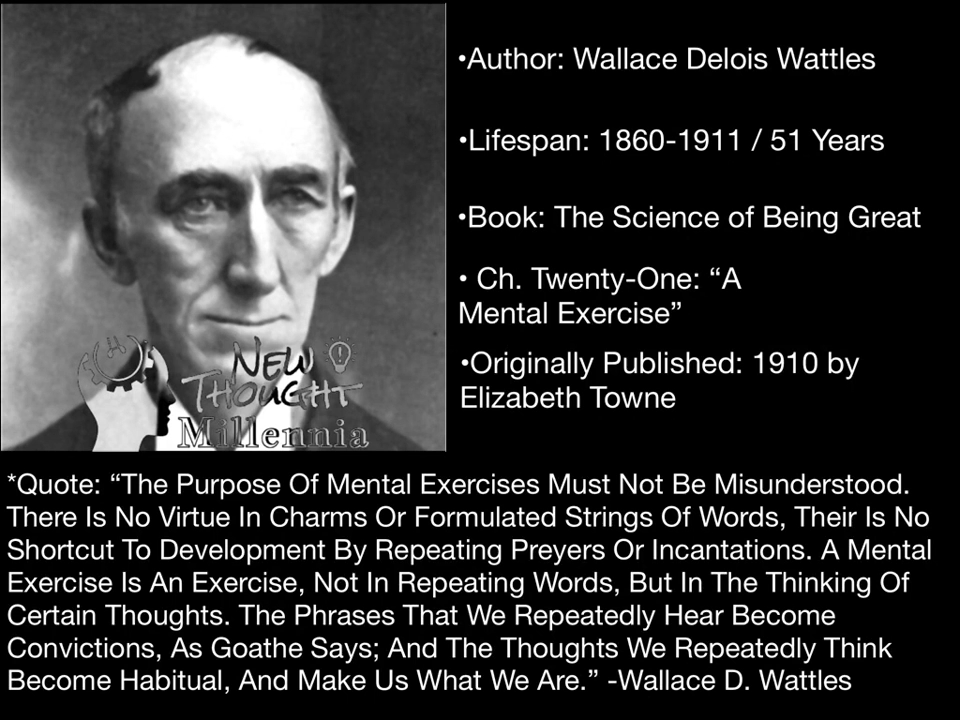 •Author: Wallace Delois Wattles
•Lifespan: 1860-1911 / 51 Years
•Book: The Science of Being Great
• Ch. Twenty-One: “A
Mental Exercise”
•Originally Published: 1910 by
Elizabeth Towne
New
Thought
Millennia
*Quote: “The Purpose Of Mental Exercises Must Not Be Misunderstood.
There Is No Virtue In Charms Or Formulated Strings Of Words, Their Is No
Shortcut To Development By Repeating Preyers Or Incantations. A Mental
Exercise Is An Exercise, Not In Repeating Words, But In The Thinking Of
Certain Thoughts. The Phrases That We Repeatedly Hear Become
Convictions, As Goathe Says; And The Thoughts We Repeatedly Think
Become Habitual, And Make Us What We Are.” -Wallace D. Wattles